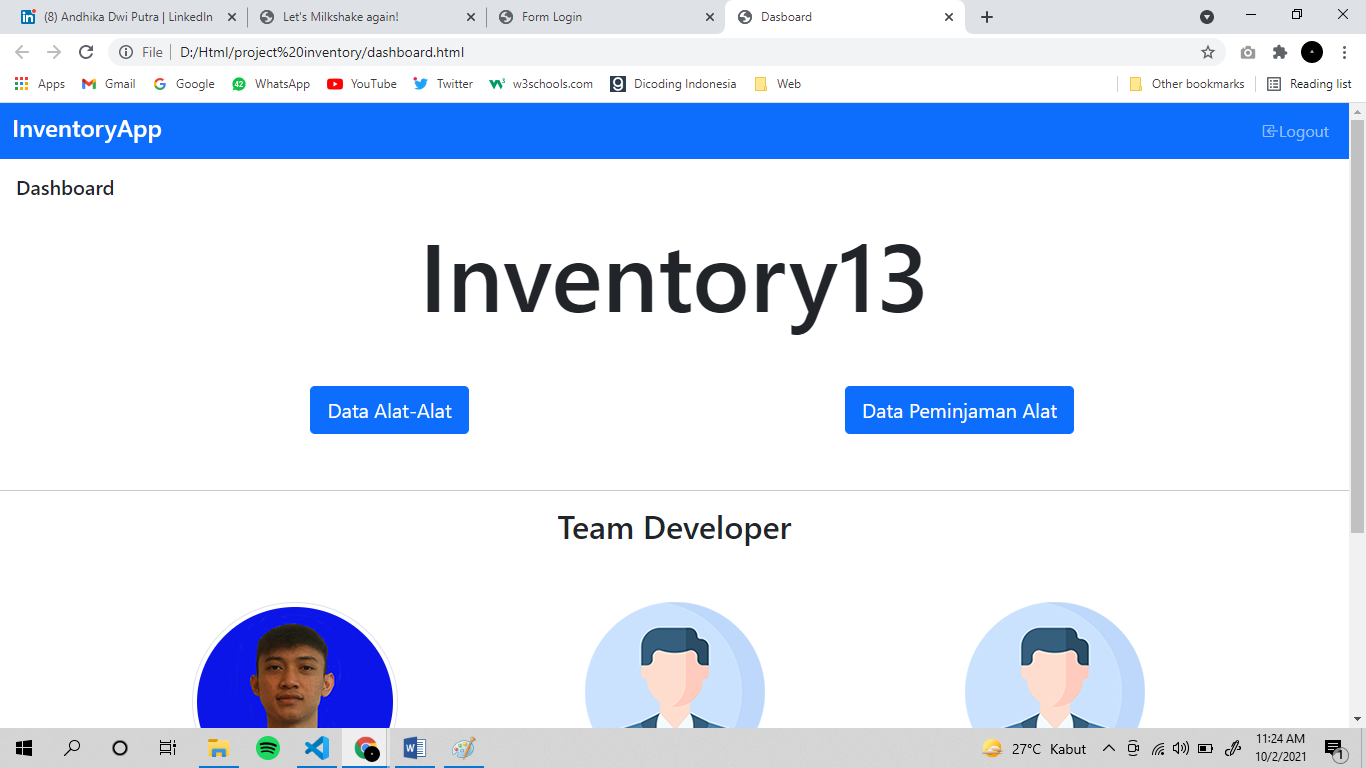 (8) Andhika Dwi Putra | LinkedIn
Let's Milkshake again!
Form Login
Dasboard
File
D:/Html/project%20inventory/dashboard.html
Apps
Gmail
Google
42
WhatsApp
YouTube
Twitter
w3schools.com
Dicoding Indonesia
Web
Other bookmarks
Reading list
InventoryApp
Logout
Dashboard
Inventory13
Data Alat-Alat
Data Peminjaman Alat
Team Developer
27°C Kabut
11:24 AM
10/2/2021
1